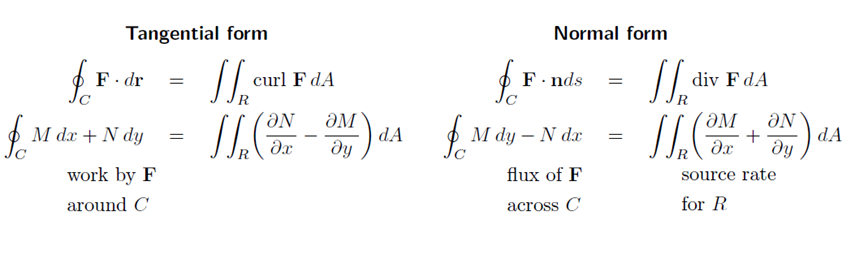 Tangential form Normal form
∮_C F · dr = ∬_R curl F dA ∮_C F · nds = ∬_R div F dA
∮_C M dx + N dy = ∬_R (∂N/∂x − ∂M/∂y) dA ∮_C M dy − N dx = ∬_R (∂M/∂x + ∂N/∂y) dA
work by F flux of F source rate
around C across C for R